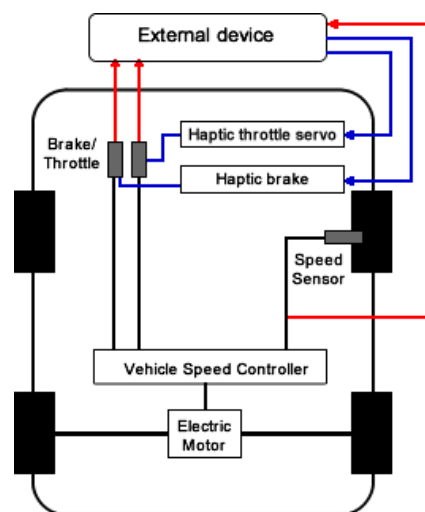 External device
Brake/
Throttle
Haptic throttle servo
Haptic brake
Speed
Sensor
Vehicle Speed Controller
Electric
Motor